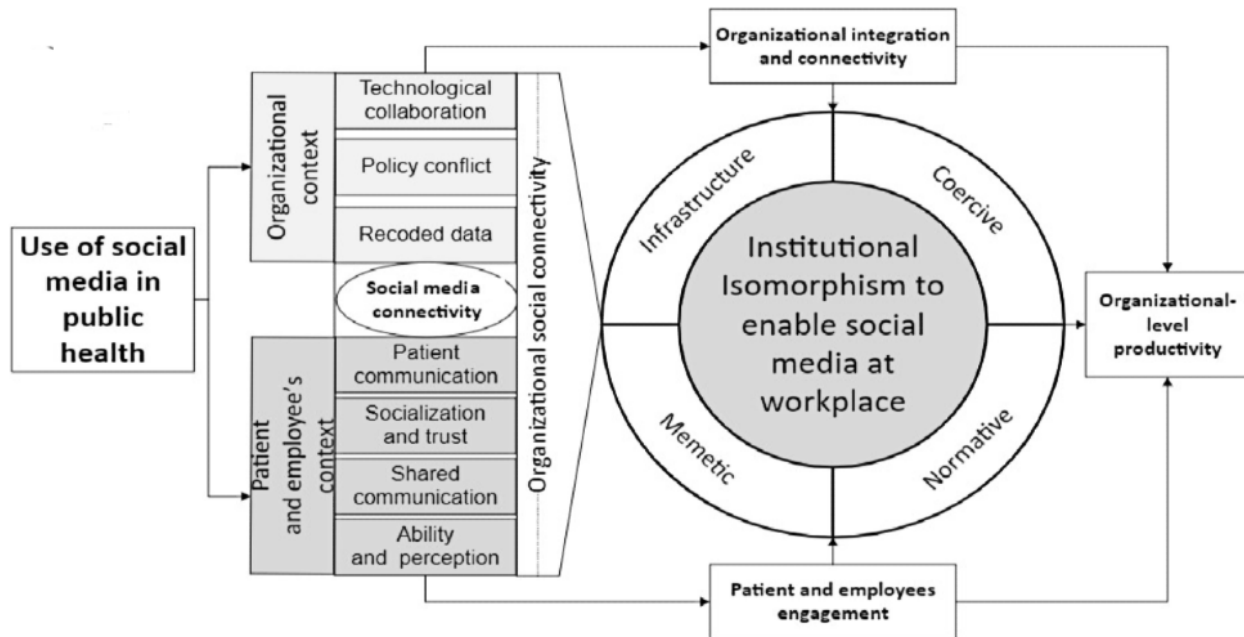 Use of social
media in
public
health
Organizational
context
Technological
collaboration
Policy conflict
Recoded data
Social media
connectivity
Patient
and employee's
context
Patient
communication
Socialization
and trust
Shared
communication
Ability
and perception
Organizational social connectivity
Organizational integration
and connectivity
Infrastructure
Coercive
Memetic
Normative
Institutional
Isomorphism to
enable social
media at
workplace
Patient and employees
engagement
Organizational-
level
productivity